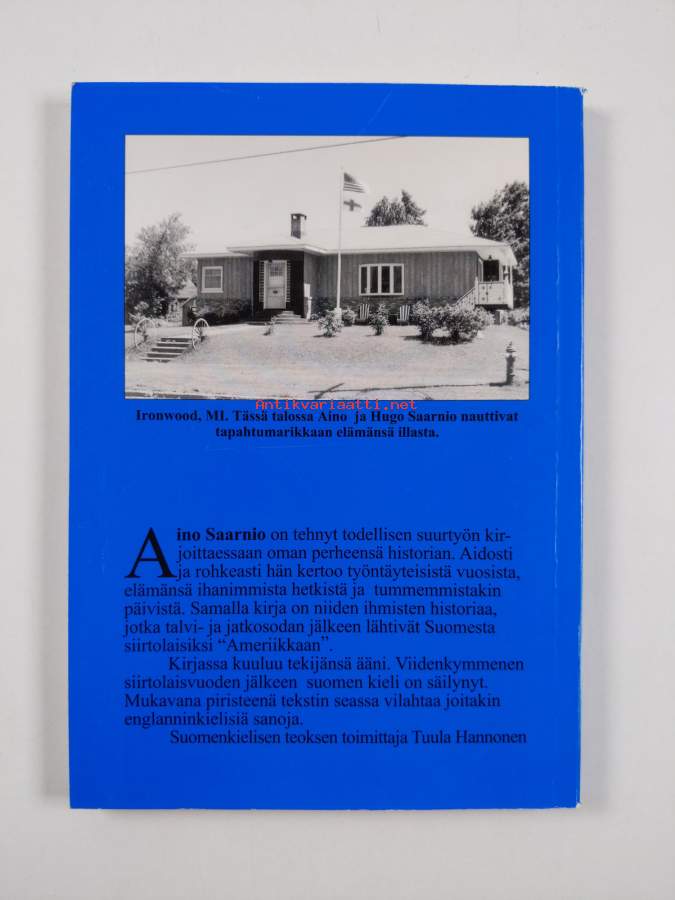 Antikvariaatti.net
Ironwood, MI. Tässä talossa Aino ja Hugo Saarnio nauttivat
tapahtumarikkaan elämänsä illasta.
Aino Saarnio on tehnyt todellisen suurtyön kir-
joittaessaan oman perheensä historian. Aidosti
ja rohkeasti hän kertoo työntäyteisistä vuosista,
elämänsä ihanimmista hetkistä ja tummemmistakin
päivistä. Samalla kirja on niiden ihmisten historiaa,
jotka talvi- ja jatkosodan jälkeen lähtivät Suomesta
siirtolaisiksi “Ameriikkaan”.
Kirjassa kuuluu tekijänsä ääni. Viidenkymmenen
siirtolaisvuoden jälkeen suomen kieli on säilynyt.
Mukavana piristeenä tekstin seassa vilahtaa joitakin
englanninkielisiä sanoja.
Suomenkielisen teoksen toimittaja Tuula Hannonen